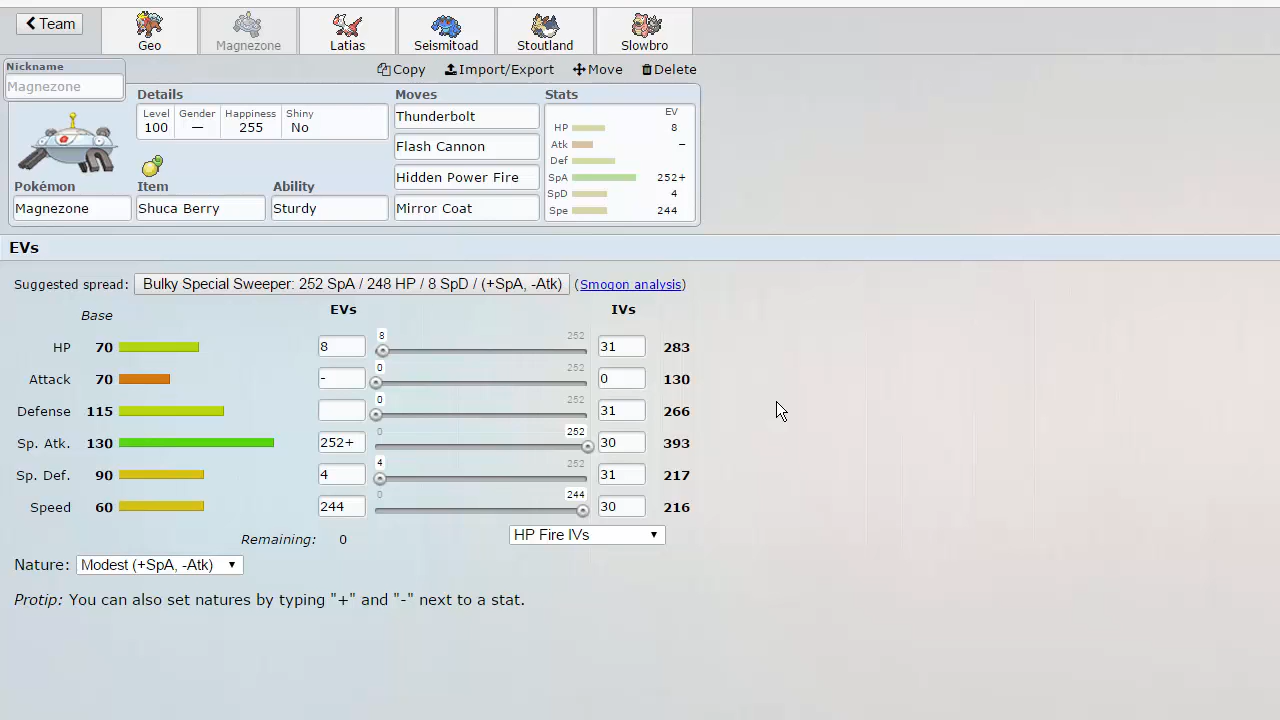 Team
Geo
Magnezone
Latias
Seismitoad
Stoutland
Slowbro
Nickname
Magnezone
Copy
Import/Export
Move
Delete
Details
Level
100
Gender
—
Happiness
255
Shiny
No
Pokémon
Magnezone
Item
Shuca Berry
Ability
Sturdy
Moves
Thunderbolt
Flash Cannon
Hidden Power Fire
Mirror Coat
Stats
EV
HP 8
Atk –
Def
SpA 252+
SpD 4
Spe 244
EVs
Suggested spread: Bulky Special Sweeper: 252 SpA / 248 HP / 8 SpD / (+SpA, -Atk) (Smogon analysis)
Base EVs IVs
HP 70 8 8 252 31 283
Attack 70 - 0 252 0 130
Defense 115 0 252 31 266
Sp. Atk. 130 252+ 0 252 30 393
Sp. Def. 90 4 4 252 31 217
Speed 60 244 0 244 30 216
Remaining: 0 HP Fire IVs
Nature: Modest (+SpA, -Atk)
Protip: You can also set natures by typing "+" and "-" next to a stat.